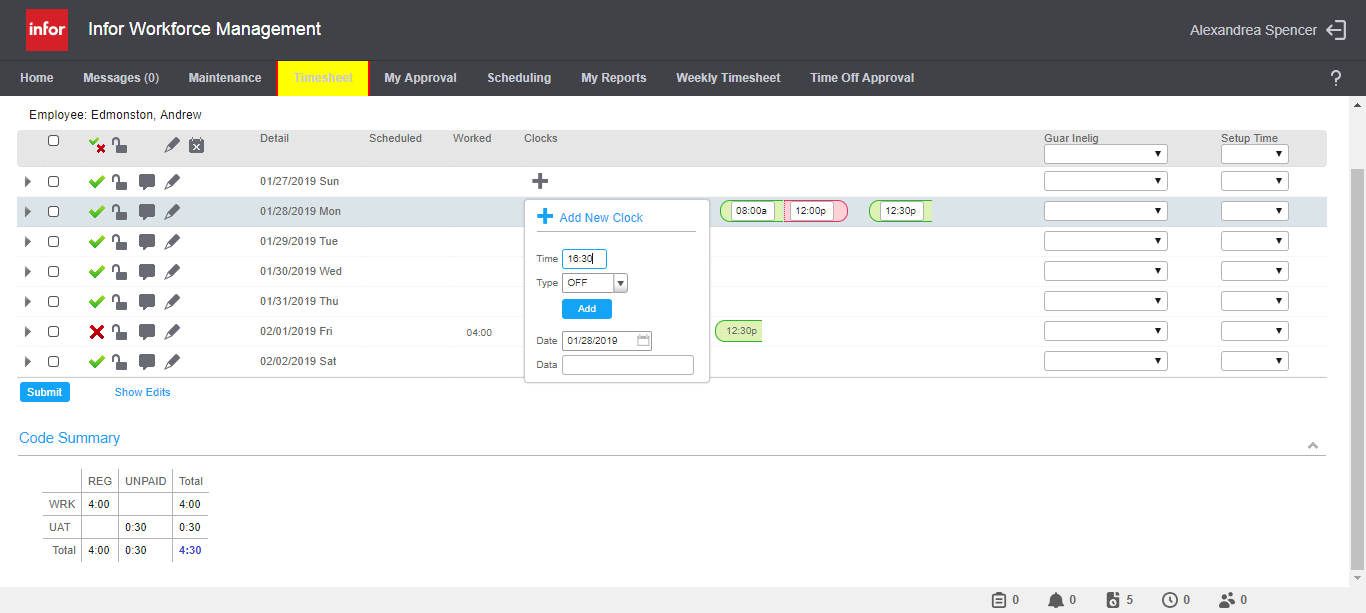 infor Infor Workforce Management Alexandrea Spencer
Home Messages (0) Maintenance Timesheet My Approval Scheduling My Reports Weekly Timesheet Time Off Approval ?
Employee: Edmonston, Andrew
Detail Scheduled Worked Clocks Guar Inelig Setup Time
01/27/2019 Sun
01/28/2019 Mon 08:00a 12:00p 12:30p
Add New Clock
01/29/2019 Tue
Time 16:30
01/30/2019 Wed
Type OFF
01/31/2019 Thu
Add
02/01/2019 Fri 04:00 12:30p
Date 01/28/2019
02/02/2019 Sat
Data
Submit Show Edits
Code Summary
REG UNPAID Total
WRK 4:00 4:00
UAT 0:30 0:30
Total 4:00 0:30 4:30
0 0 5 0 0